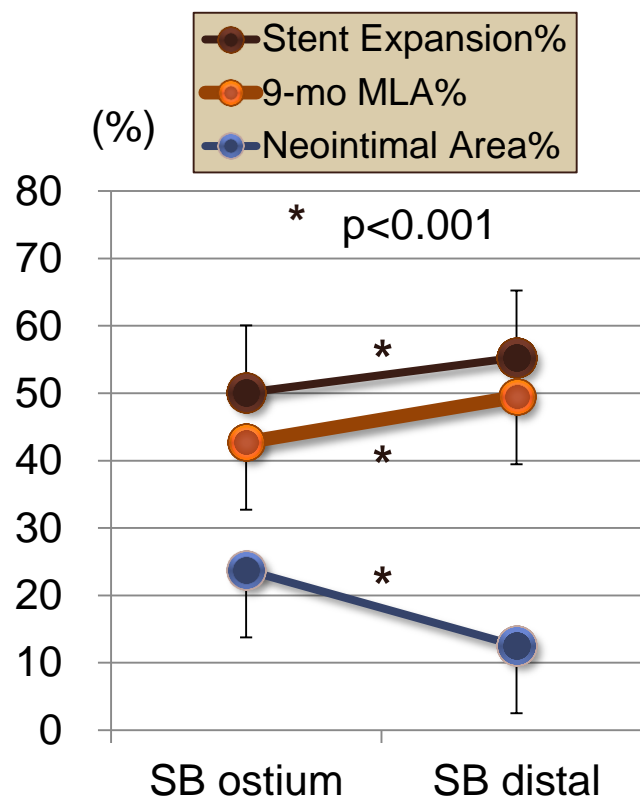 Stent Expansion%
9-mo MLA%
Neointimal Area%
(%)
80
* p<0.001
70
60
*
50
40
*
30
*
20
10
0
SB ostium SB distal